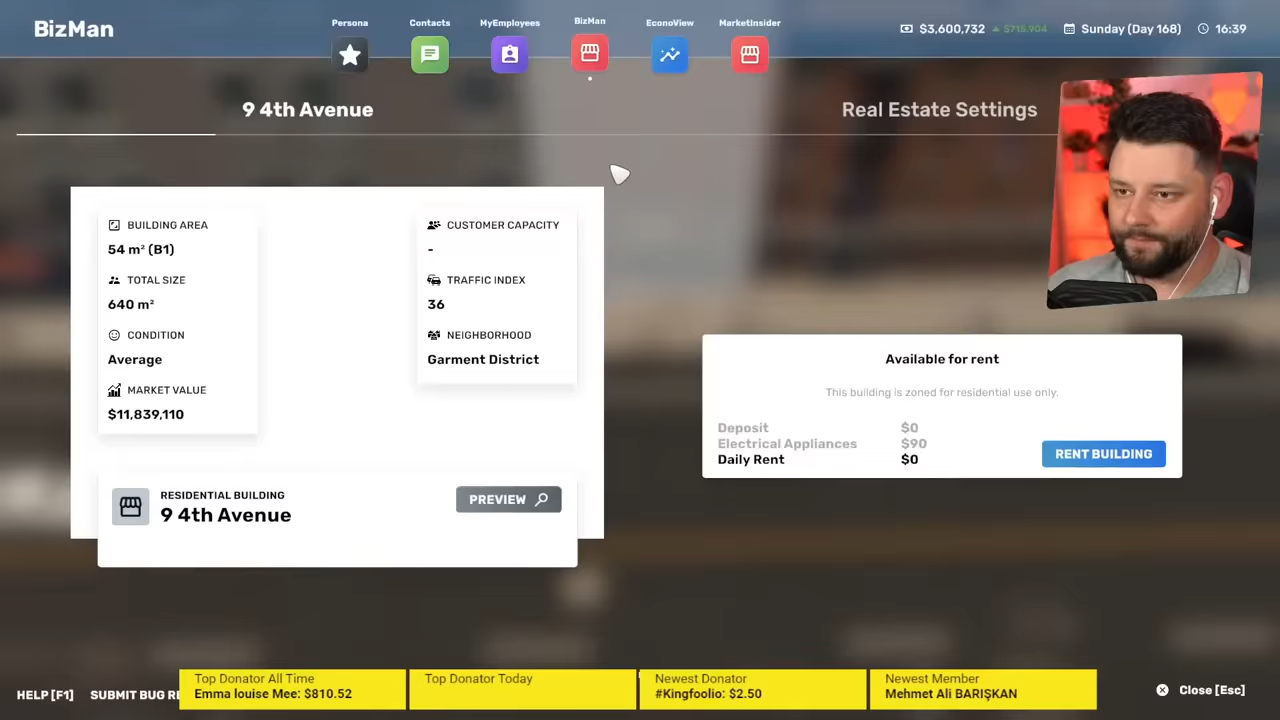 BizMan
Persona
Contacts
MyEmployees
BizMan
EconoView
MarketInsider
$3,600,732
Sunday (Day 168)
16:39
9 4th Avenue
Real Estate Settings
BUILDING AREA
54 m² (B1)
TOTAL SIZE
640 m²
CONDITION
Average
MARKET VALUE
$11,839,110
CUSTOMER CAPACITY
-
TRAFFIC INDEX
36
NEIGHBORHOOD
Garment District
RESIDENTIAL BUILDING
9 4th Avenue
PREVIEW
Available for rent
This building is zoned for residential use only.
Deposit $0
Electrical Appliances $90
Daily Rent $0
RENT BUILDING
HELP [F1]
SUBMIT BUG RE
Top Donator All Time
Emma louise Mee: $810.52
Top Donator Today
Newest Donator
#Kingfoolio: $2.50
Newest Member
Mehmet Ali BARIŞKAN
Close [Esc]